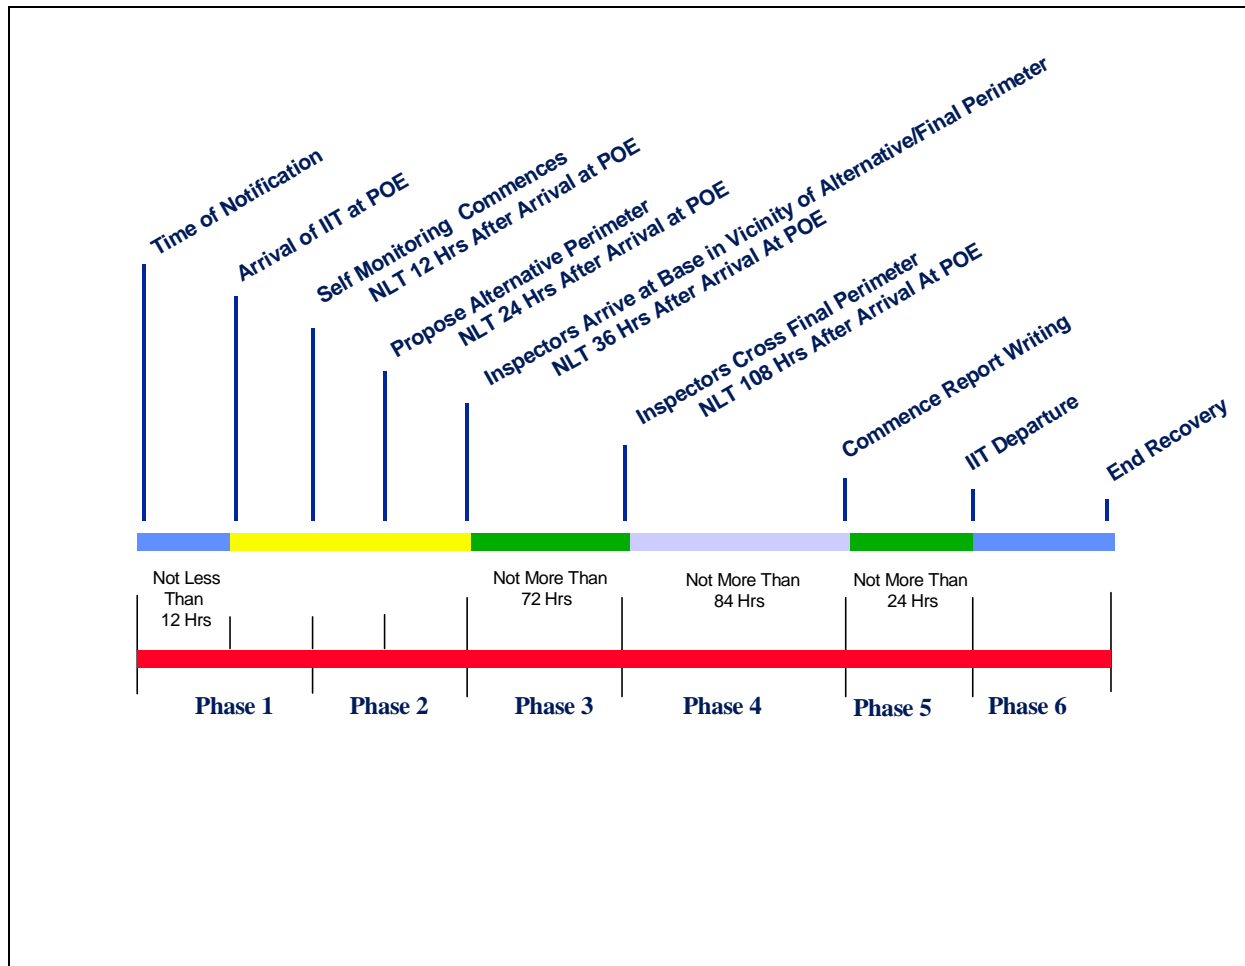 Time of Notification
Arrival of IIT at POE
Self Monitoring Commences
NLT 12 Hrs After Arrival at POE
Propose Alternative Perimeter
NLT 24 Hrs After Arrival at POE
Inspectors Arrive at Base in Vicinity of Alternative/Final Perimeter
NLT 36 Hrs After Arrival At POE
Inspectors Cross Final Perimeter
NLT 108 Hrs After Arrival At POE
Commence Report Writing
IIT Departure
End Recovery
Not Less
Than
12 Hrs
Not More Than
72 Hrs
Not More Than
84 Hrs
Not More Than
24 Hrs
Phase 1
Phase 2
Phase 3
Phase 4
Phase 5
Phase 6